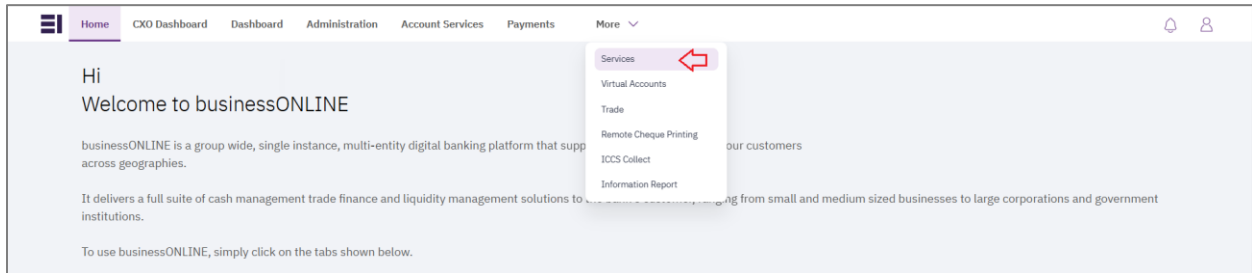 Home CXO Dashboard Dashboard Administration Account Services Payments More
Services
Virtual Accounts
Trade
Remote Cheque Printing
ICCS Collect
Information Report
Hi
Welcome to businessONLINE
businessONLINE is a group wide, single instance, multi-entity digital banking platform that supp our customers
across geographies.
It delivers a full suite of cash management trade finance and liquidity management solutions to ranging from small and medium sized businesses to large corporations and government
institutions.
To use businessONLINE, simply click on the tabs shown below.